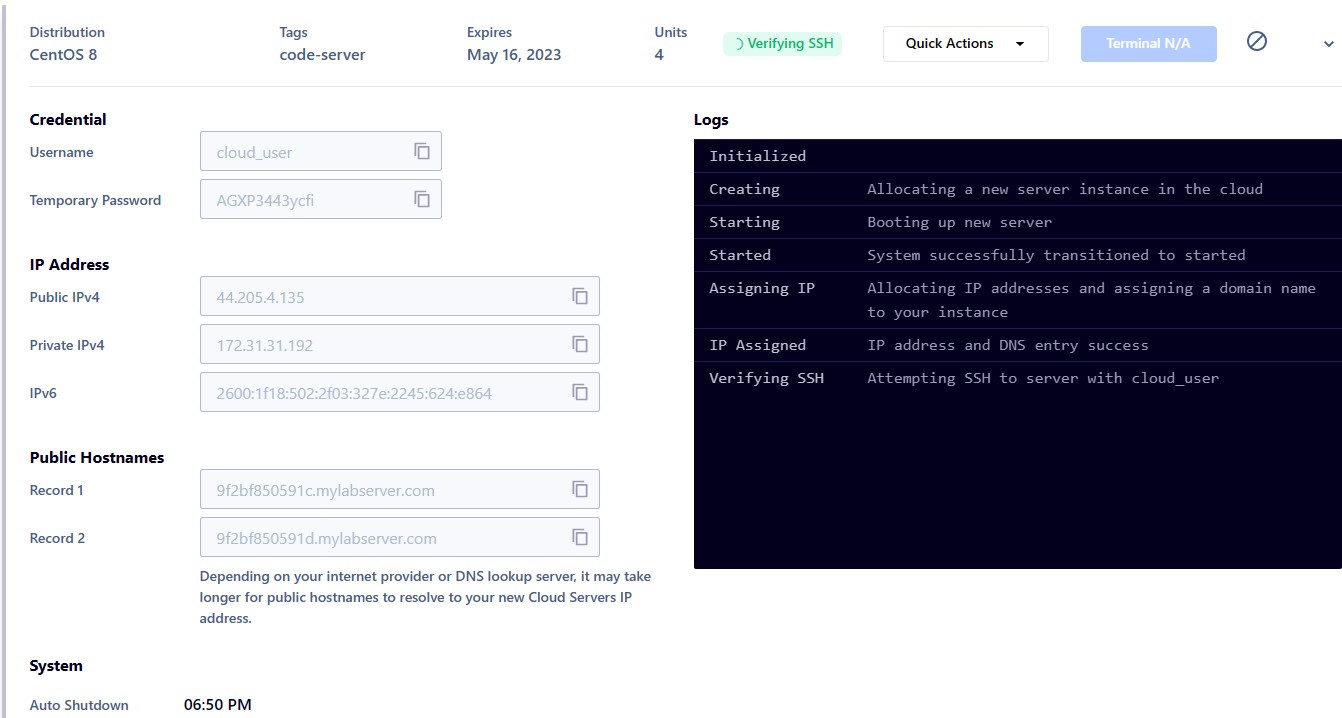 Distribution
CentOS 8
Tags
code-server
Expires
May 16, 2023
Units
4
Verifying SSH
Quick Actions
Terminal N/A
Credential
Username
cloud_user
Temporary Password
AGXP3443ycfi
IP Address
Public IPv4
44.205.4.135
Private IPv4
172.31.31.192
IPv6
2600:1f18:502:2f03:327e:2245:624:e864
Public Hostnames
Record 1
9f2bf850591c.mylabserver.com
Record 2
9f2bf850591d.mylabserver.com
Depending on your internet provider or DNS lookup server, it may take
longer for public hostnames to resolve to your new Cloud Servers IP
address.
System
Auto Shutdown
06:50 PM
Logs
Initialized
Creating Allocating a new server instance in the cloud
Starting Booting up new server
Started System successfully transitioned to started
Assigning IP Allocating IP addresses and assigning a domain name
to your instance
IP Assigned IP address and DNS entry success
Verifying SSH Attempting SSH to server with cloud_user